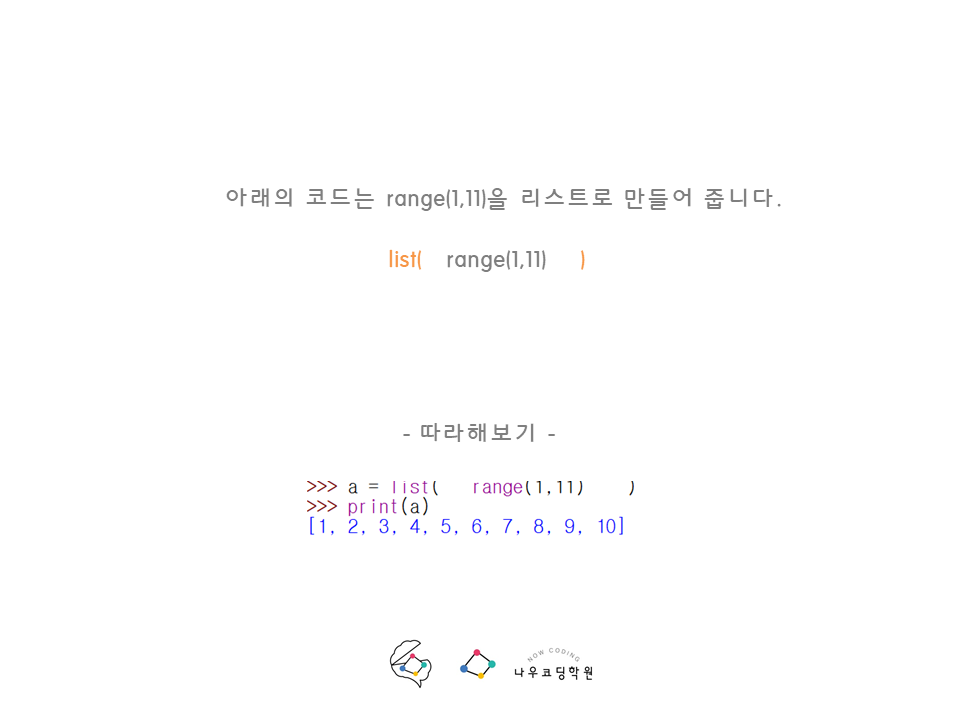 아래의 코드는 range(1,11)을 리스트로 만들어 줍니다.
list( range(1,11) )
- 따라해보기 -
>>> a = list( range(1,11) )
>>> print(a)
[1, 2, 3, 4, 5, 6, 7, 8, 9, 10]
NOW CODING
나우코딩학원